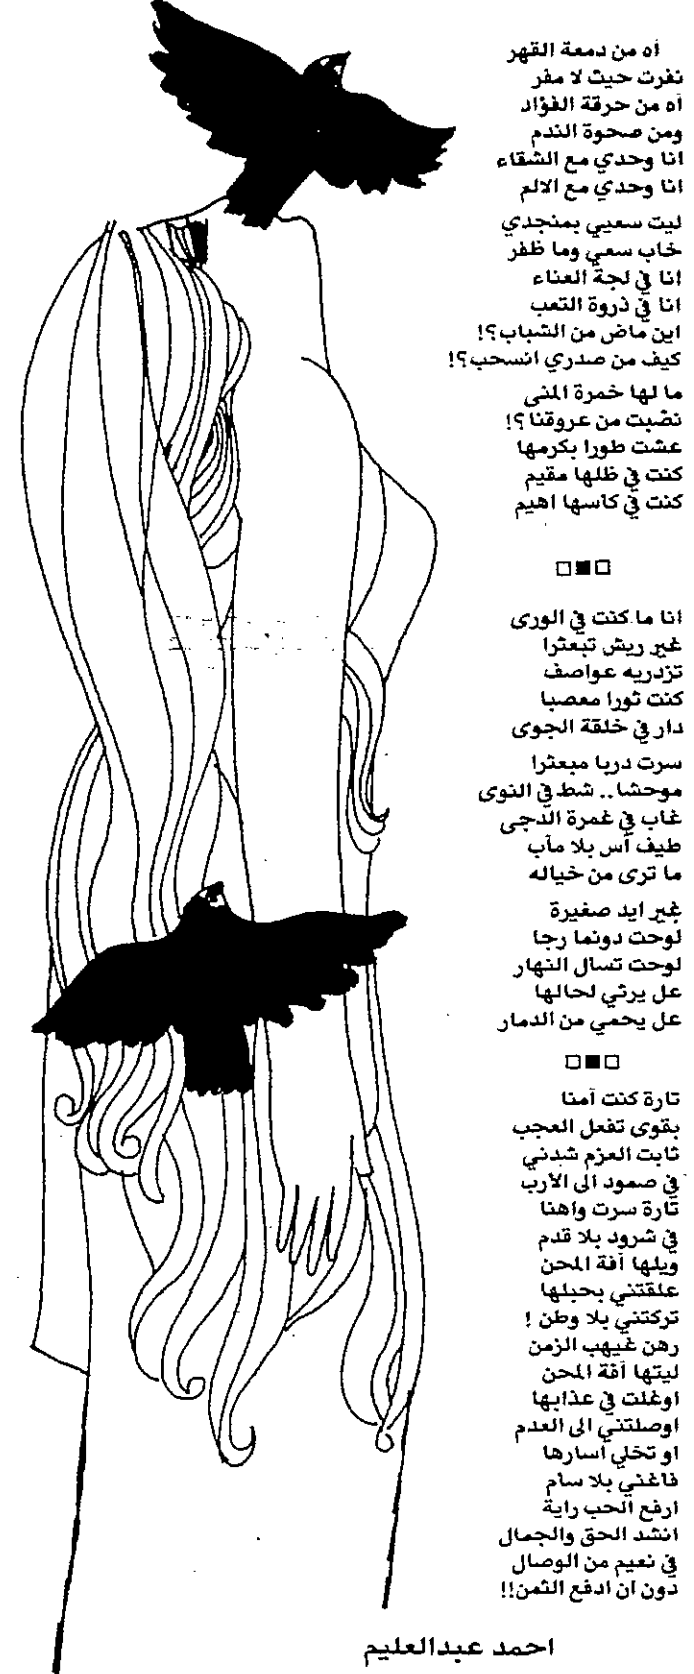 آه من دمعة القهر
نفرت حيث لا مفر
آه من حرقة الفؤاد
ومن صحوة الندم
انا وحدي مع الشقاء
انا وحدي مع الالم
ليت سعيي بمنجدي
خاب سعي وما ظفر
انا في لجة العناء
انا في ذروة التعب
اين ماض من الشباب؟!
كيف من صدري انسحب؟!
ما لها خمرة المنى
نضبت من عروقنا؟!
عشت طورا بكرمها
كنت في ظلها مقيم
كنت في كاسها اهيم
انا ما كنت في الورى
غير ريش تبعثرا
تزدريه عواصف
كنت ثورا معصبا
دار في خلقة الجوى
سرت دربا مبعثرا
موحشا.. شط في النوى
غاب في غمرة الدجى
طيف آس بلا مآب
ما ترى من خياله
غير ايد صغيرة
لوحت دونما رجا
لوحت تسال النهار
عل يرثي لحالها
عل يحمي من الدمار
تارة كنت آمنا
بقوى تفعل العجب
ثابت العزم شدني
في صمود الى الأرب
تارة سرت واهنا
في شرود بلا قدم
ويلها آفة المحن
علقتني بحبلها
تركتني بلا وطن !
رهن غيهب الزمن
ليتها آفة المحن
اوغلت في عذابها
اوصلتني الى العدم
او تخلي أسارها
فاغني بلا سام
ارفع الحب راية
انشد الحق والجمال
في نعيم من الوصال
دون ان ادفع الثمن!!
احمد عبدالعليم